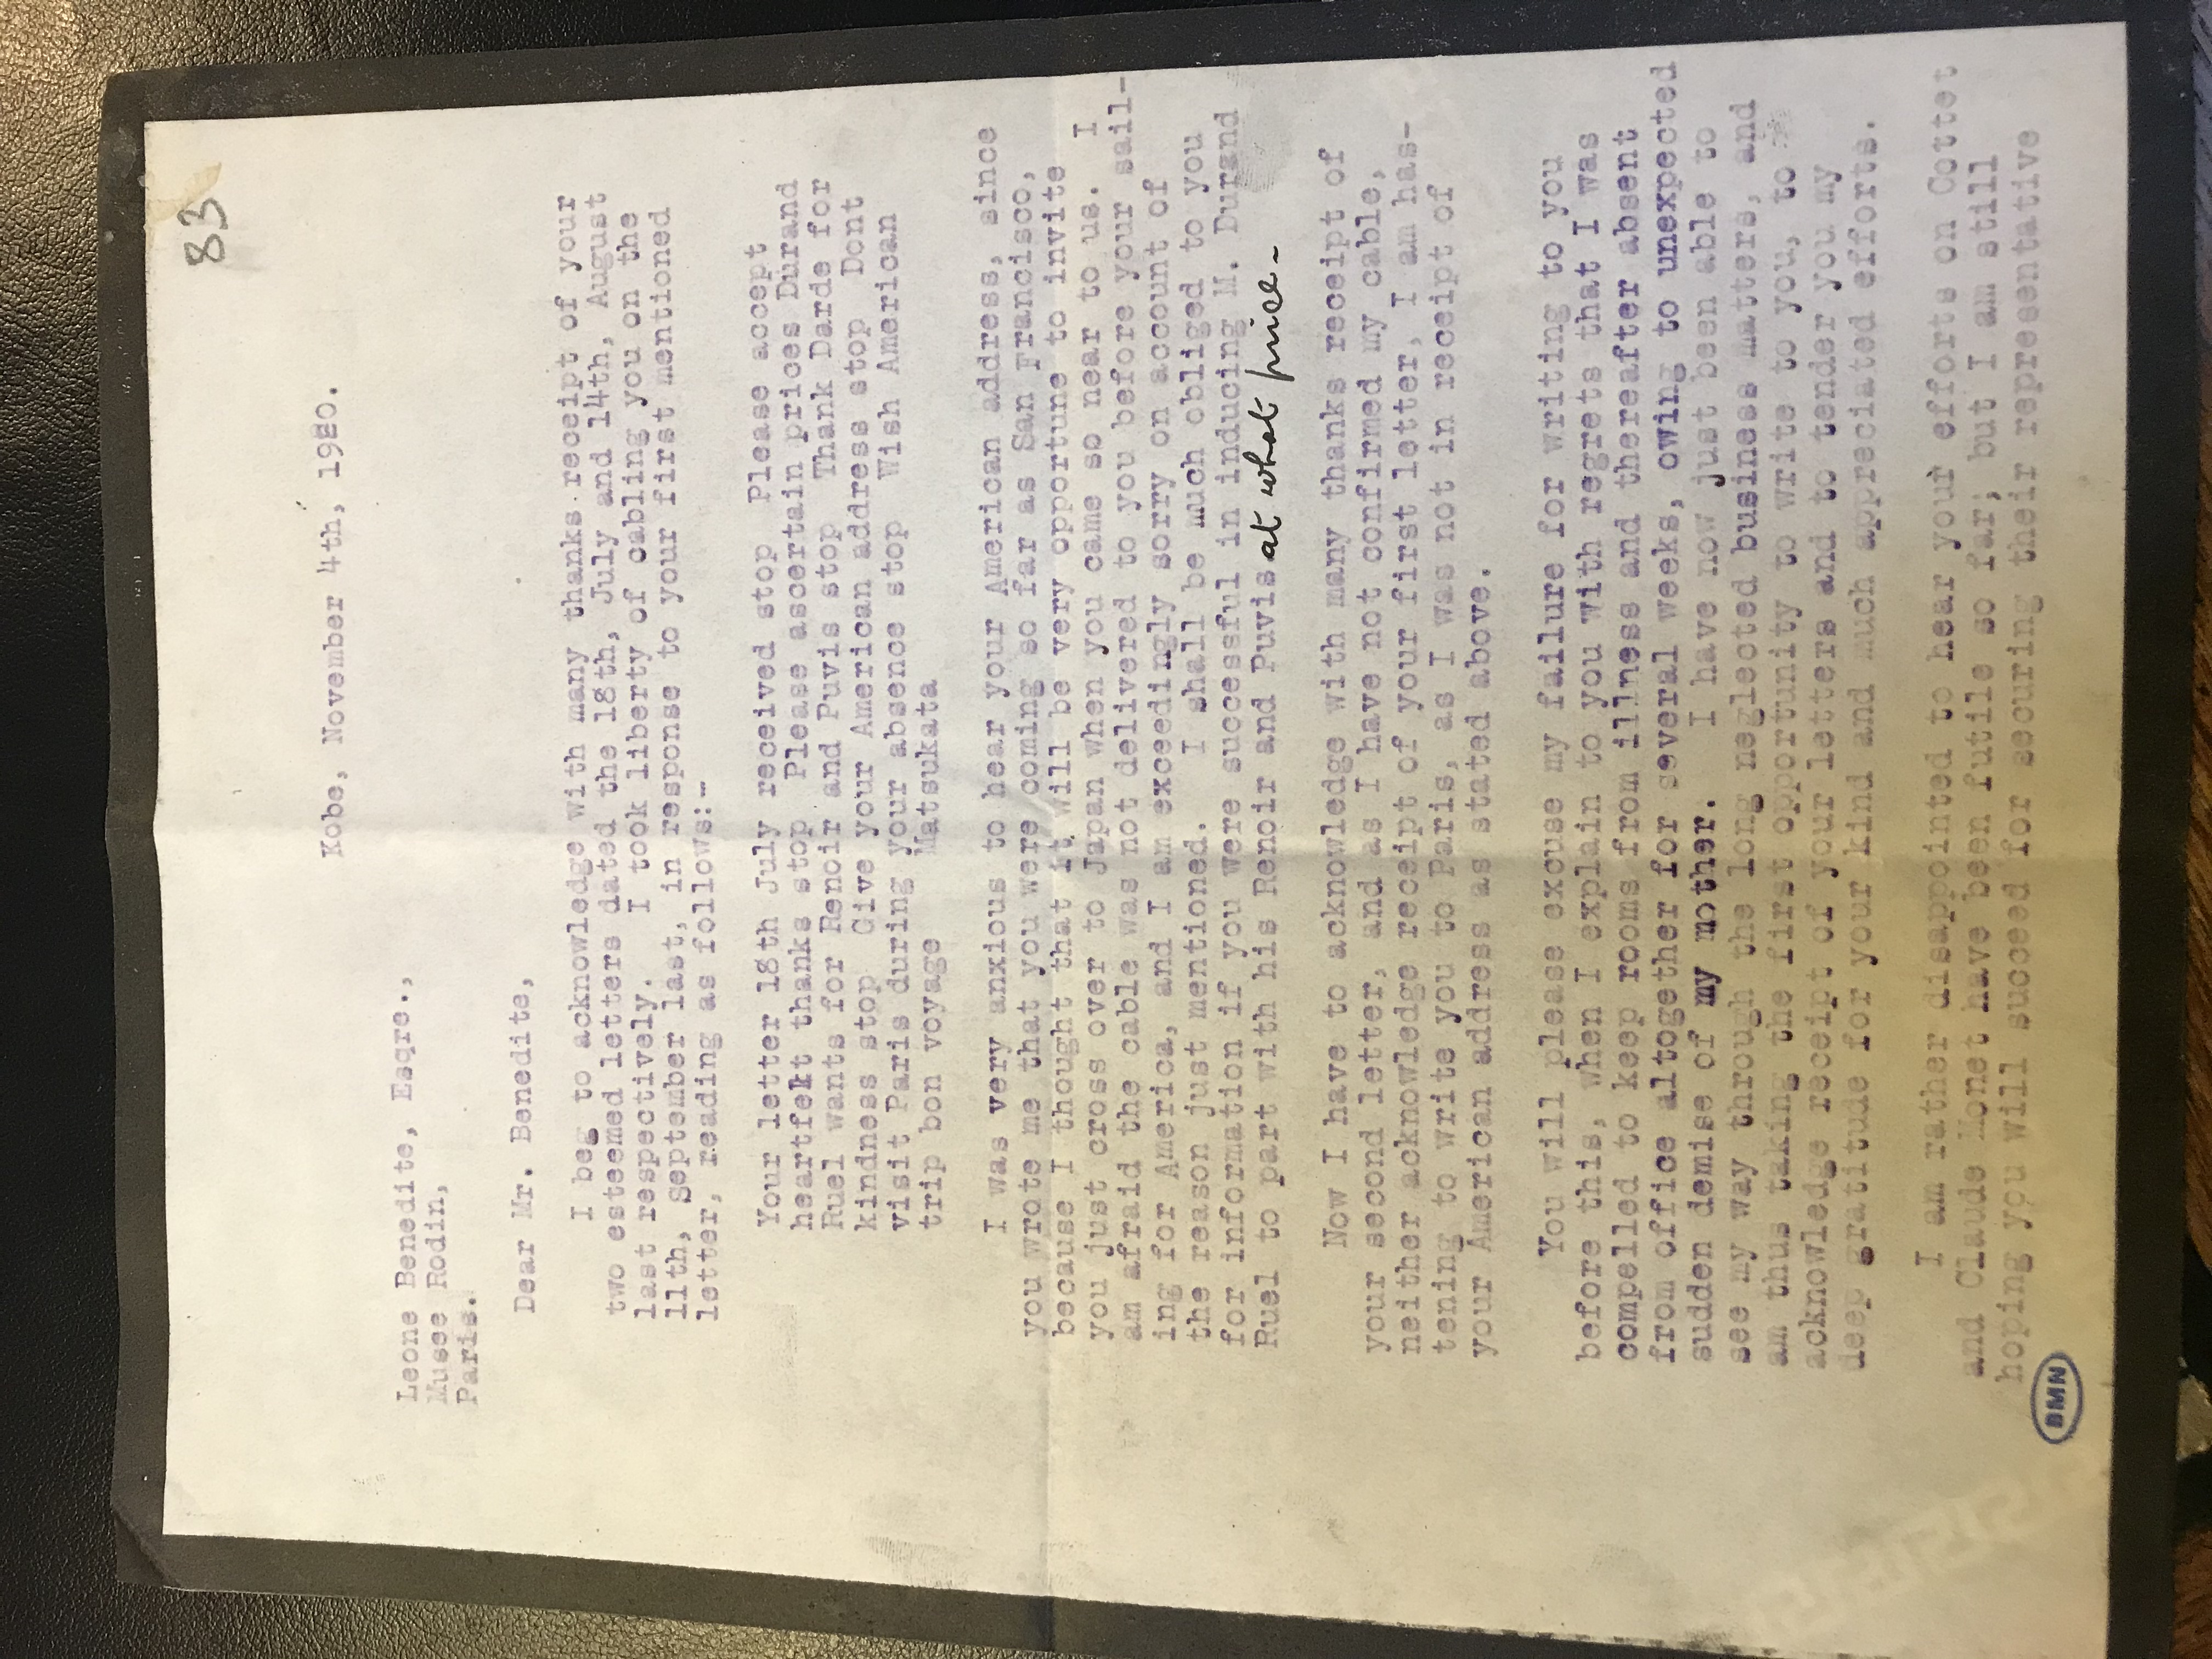 83
Kobe, November 4th, 1920.
Leone Benedite, Esqre.,
Musee Rodin,
Paris.
Dear Mr. Benedite,
I beg to acknowledge with many thanks receipt of your
two esteemed letters dated the 18th, July and 14th, August
last respectively. I took liberty of cabling you on the
11th, September last, in response to your first mentioned
letter, reading as follows:-
Your letter 18th July received stop Please accept
heartfelt thanks stop Please ascertain prices Durand
Ruel wants for Renoir and Puvis stop Thank Darde for
kindness stop Give your American address stop Dont
visit Paris during your absence stop Wish American
trip bon voyage Matsukata
I was very anxious to hear your American address, since
you wrote me that you were coming so far as San Francisco,
because I thought that it will be very opportune to invite
you just cross over to Japan when you came so near to us. I
am afraid the cable was not delivered to you before your sail-
ing for America, and I am exceedingly sorry on account of
the reason just mentioned. I shall be much obliged to you
for information if you were successful in inducing M. Durand
Ruel to part with his Renoir and Puvis at what price-
Now I have to acknowledge with many thanks receipt of
your second letter, and as I have not confirmed my cable,
neither acknowledge receipt of your first letter, I am has-
tening to write you to Paris, as I was not in receipt of
your American address as stated above.
You will please excuse my failure for writing to you
before this, when I explain to you with regrets that I was
compelled to keep rooms from illness and thereafter absent
from office altogether for several weeks, owing to unexpected
sudden demise of my mother. I have now just been able to
see my way through the long neglected business matters, and
am thus taking the first opportunity to write to you, to
acknowledge receipt of your letters and to tender you my
deep gratitude for your kind and much appreciated efforts.
I am rather disappointed to hear your efforts on Cottet
and Claude Monet have been futile so far; but I am still
hoping you will succeed for securing their representative
BMN